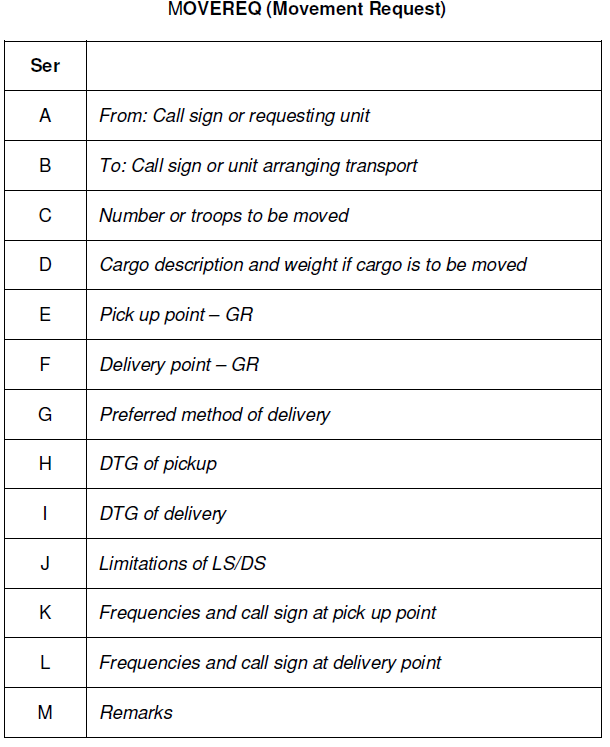 MOVEREQ (Movement Request)
Ser
A From: Call sign or requesting unit
B To: Call sign or unit arranging transport
C Number or troops to be moved
D Cargo description and weight if cargo is to be moved
E Pick up point – GR
F Delivery point – GR
G Preferred method of delivery
H DTG of pickup
I DTG of delivery
J Limitations of LS/DS
K Frequencies and call sign at pick up point
L Frequencies and call sign at delivery point
M Remarks